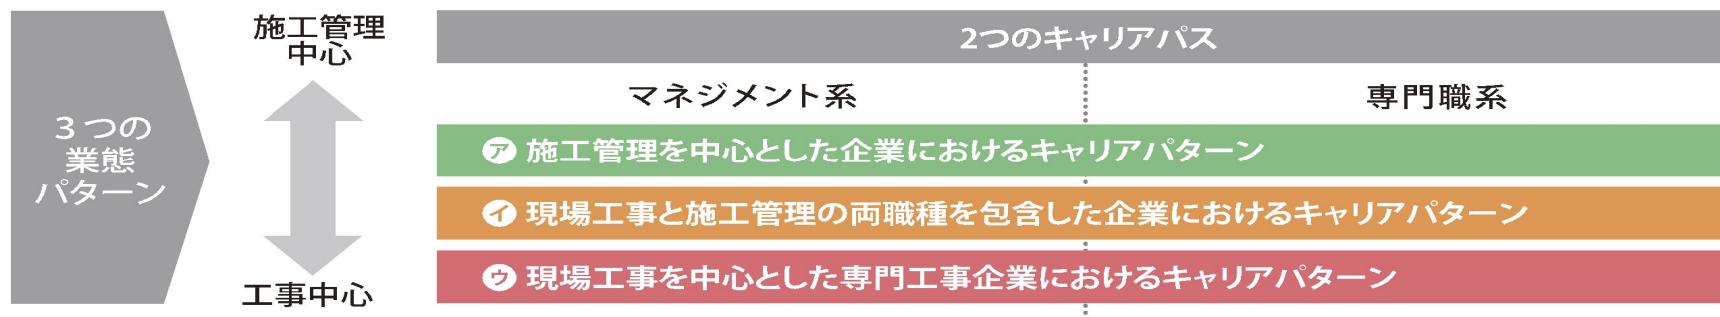 3つの
業態
パターン
施工管理
中心
工事中心
2つのキャリアパス
マネジメント系
専門職系
ア 施工管理を中心とした企業におけるキャリアパターン
イ 現場工事と施工管理の両職種を包含した企業におけるキャリアパターン
ウ 現場工事を中心とした専門工事企業におけるキャリアパターン